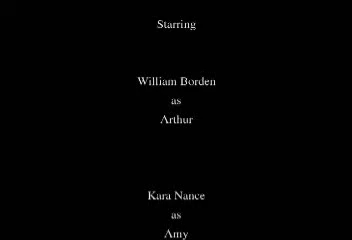 Starring
William Borden
as
Arthur
Kara Nance
as
Amy